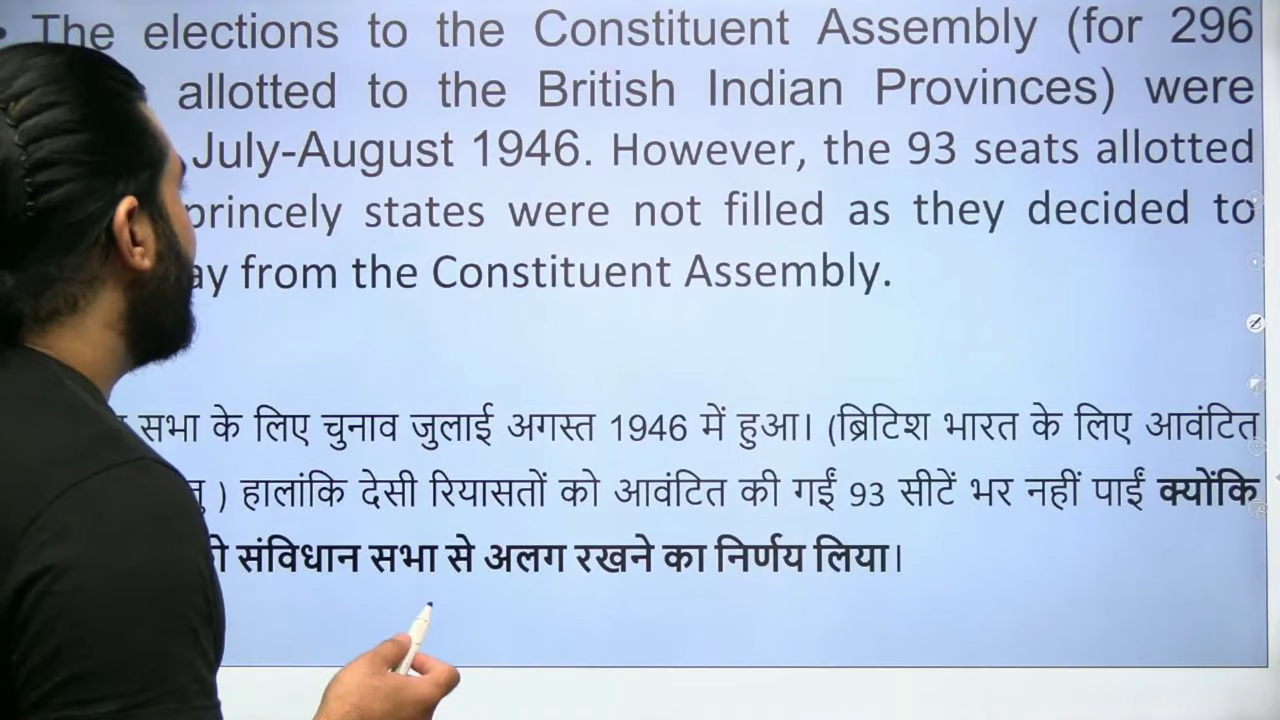 • The elections to the Constituent Assembly (for 296
allotted to the British Indian Provinces) were
July-August 1946. However, the 93 seats allotted
princely states were not filled as they decided to
from the Constituent Assembly.
सभा के लिए चुनाव जुलाई अगस्त 1946 में हुआ। (ब्रिटिश भारत के लिए आवंटित
) हालांकि देसी रियासतों को आवंटित की गईं 93 सीटें भर नहीं पाईं क्योंकि
संविधान सभा से अलग रखने का निर्णय लिया।